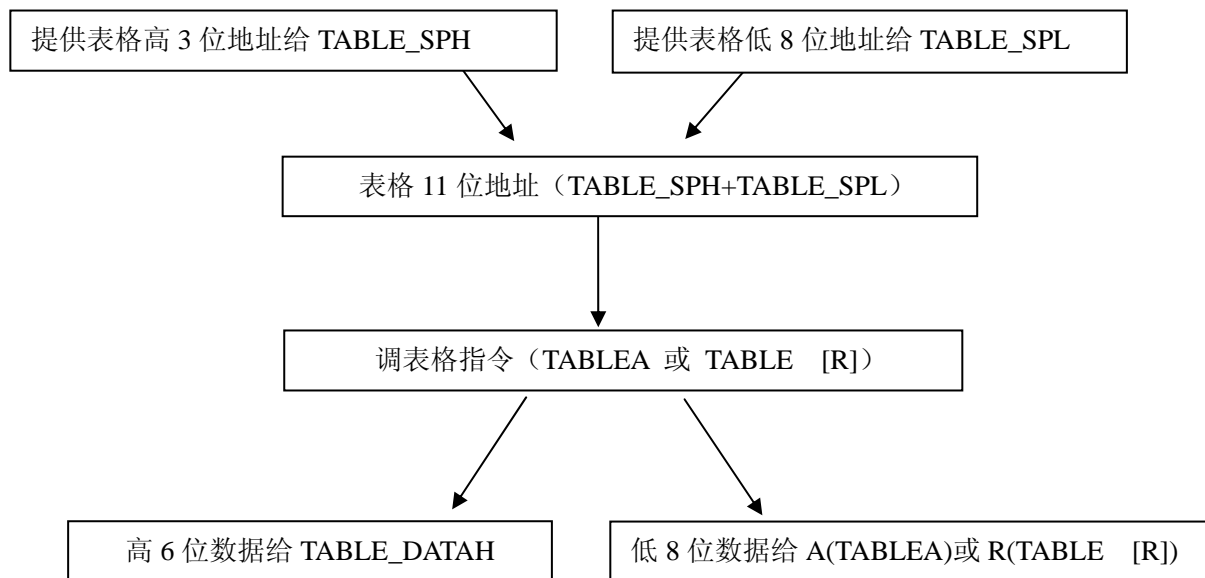 提供表格高 3 位地址给 TABLE_SPH
提供表格低 8 位地址给 TABLE_SPL
表格 11 位地址（TABLE_SPH+TABLE_SPL）
调表格指令（TABLEA 或 TABLE [R]）
高 6 位数据给 TABLE_DATAH
低 8 位数据给 A(TABLEA)或 R(TABLE [R])